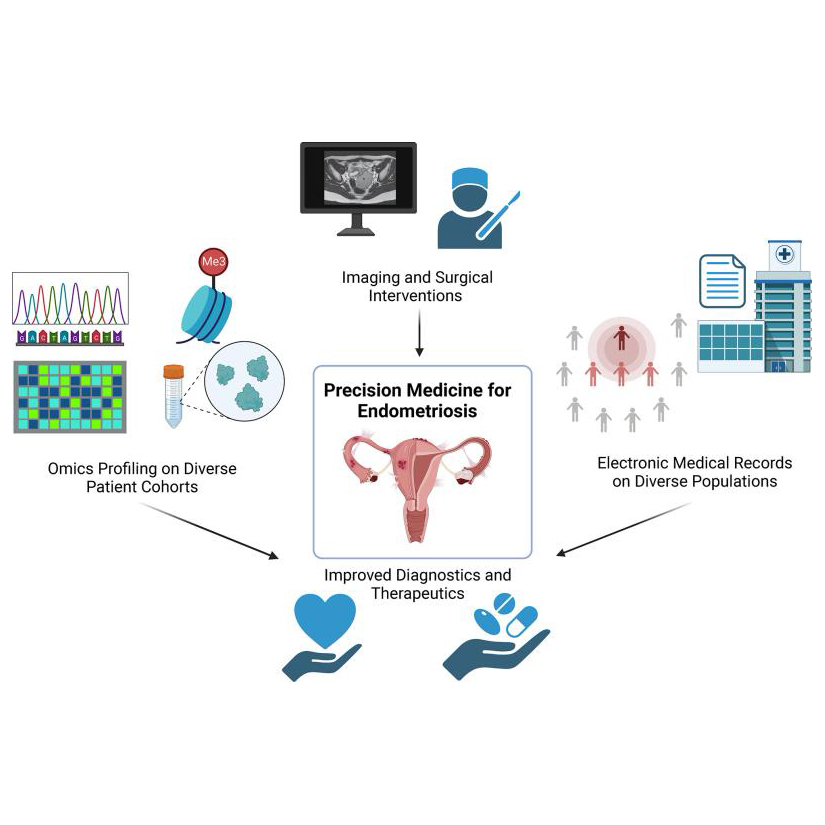 Imaging and Surgical
Interventions
Me3
G A C T A G T C T G
Precision Medicine for
Endometriosis
Omics Profiling on Diverse
Patient Cohorts
Electronic Medical Records
on Diverse Populations
Improved Diagnostics and
Therapeutics